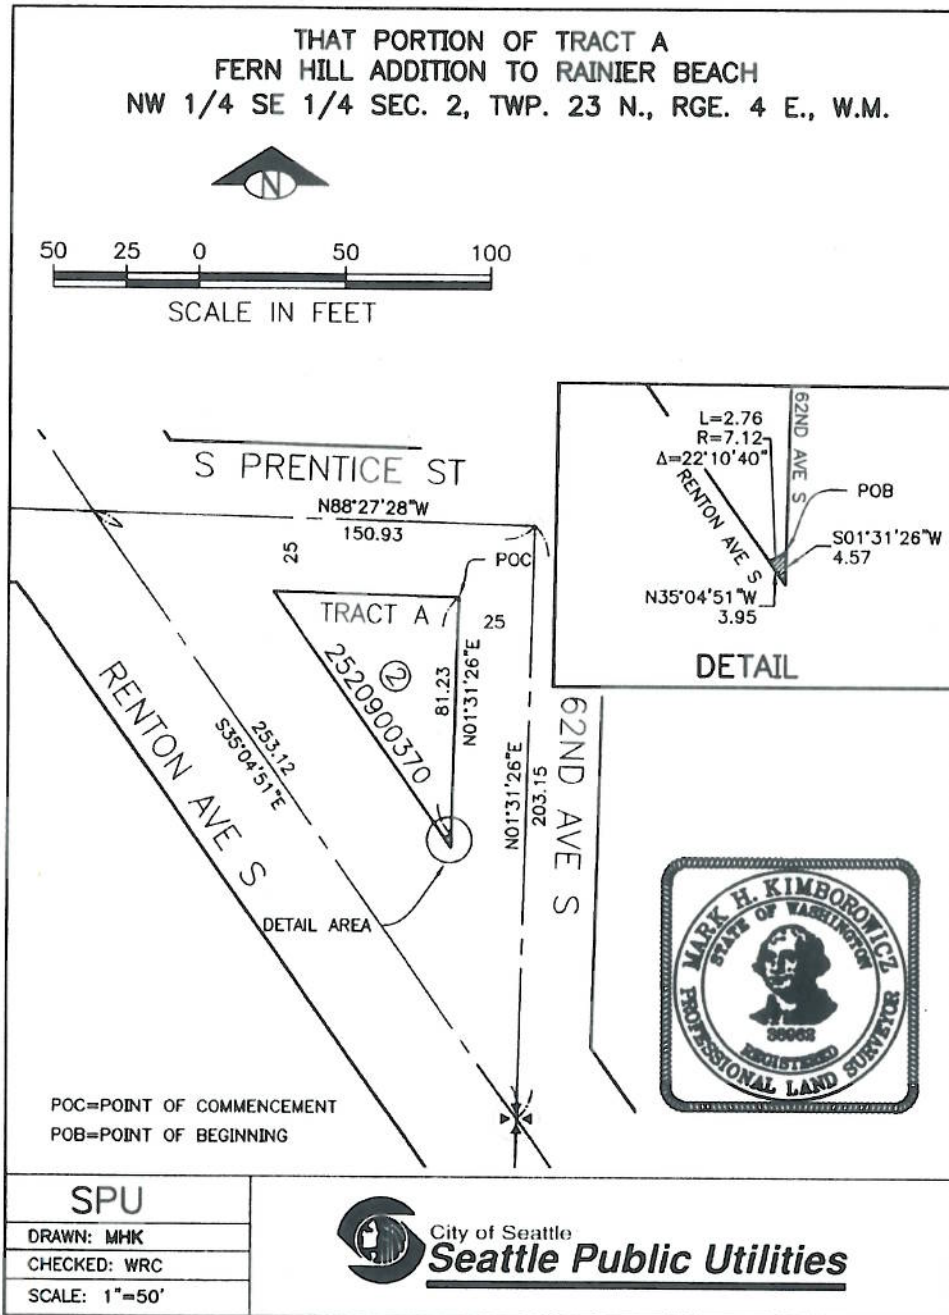 THAT PORTION OF TRACT A
FERN HILL ADDITION TO RAINIER BEACH
NW 1/4 SE 1/4 SEC. 2, TWP. 23 N., RGE. 4 E., W.M.
N
50 25 0 50 100
SCALE IN FEET
S PRENTICE ST
N88°27'28"W
150.93
25
POC
TRACT A
25
2
2520900370
81.23
N01°31'26"E
N01°31'26"E
203.15
62ND AVE S
RENTON AVE S
253.12
S35°04'51"E
DETAIL AREA
L=2.76
R=7.12
Δ=22°10'40"
62ND AVE S
RENTON AVE S
POB
S01°31'26"W
4.57
N35°04'51"W
3.95
DETAIL
MARK H. KIMBOROWICZ
STATE OF WASHINGTON
38962
REGISTERED
PROFESSIONAL LAND SURVEYOR
POC=POINT OF COMMENCEMENT
POB=POINT OF BEGINNING
SPU
DRAWN: MHK
CHECKED: WRC
SCALE: 1"=50'
City of Seattle
Seattle Public Utilities